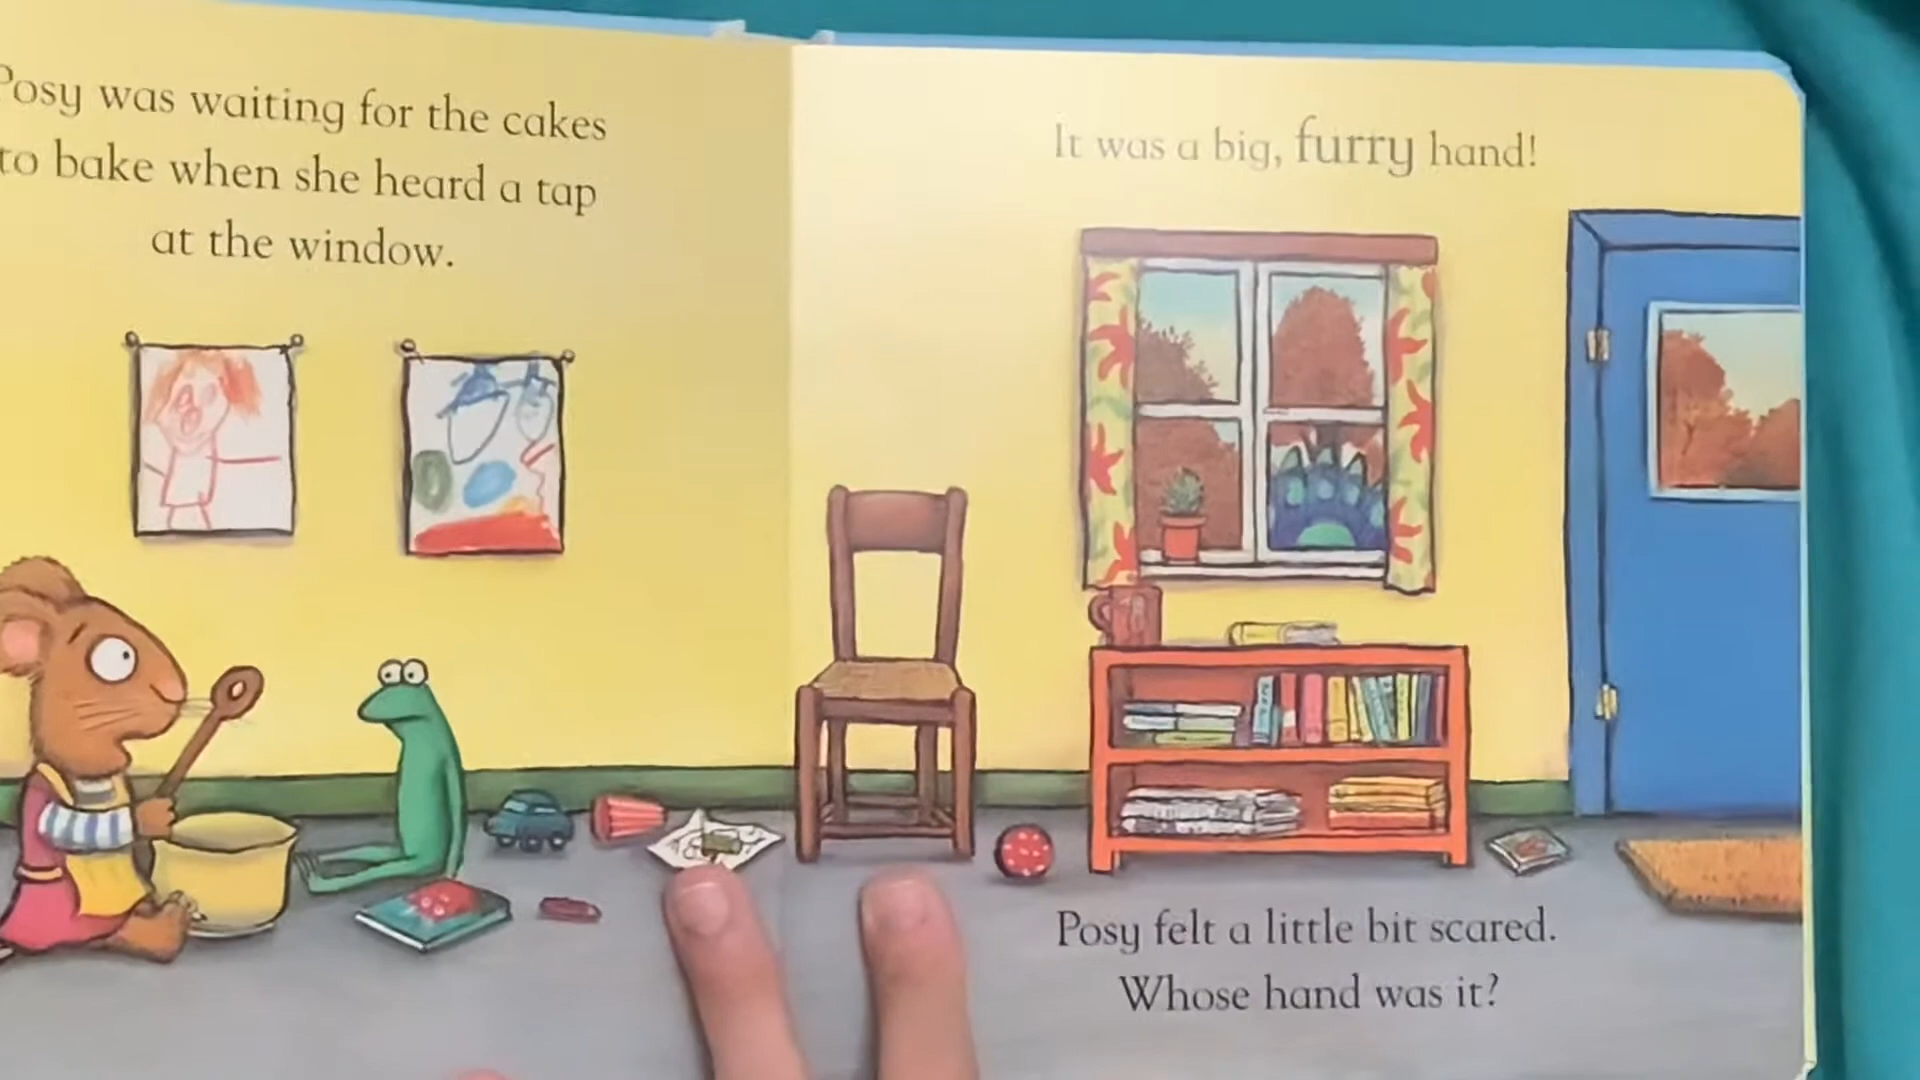 Posy was waiting for the cakes
to bake when she heard a tap
at the window.
It was a big, furry hand!
Posy felt a little bit scared.
Whose hand was it?